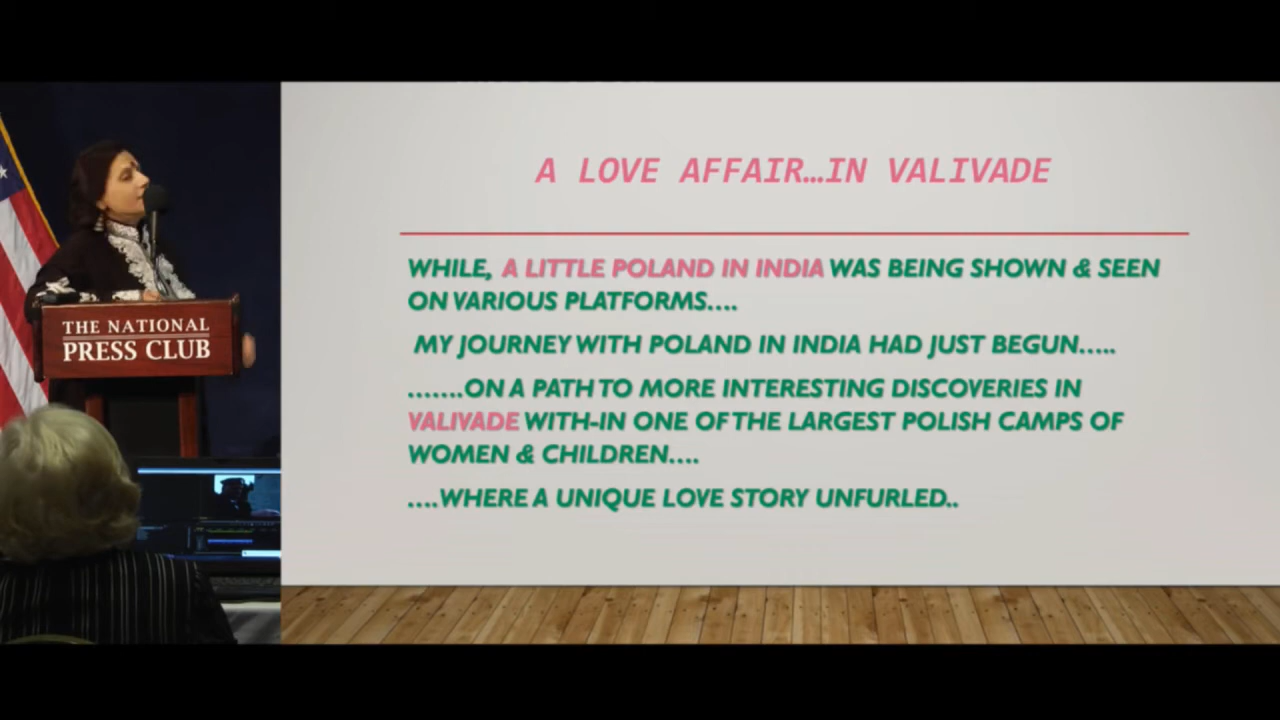 A LOVE AFFAIR...IN VALIVADE
WHILE, A LITTLE POLAND IN INDIA WAS BEING SHOWN & SEEN
ON VARIOUS PLATFORMS....
MY JOURNEY WITH POLAND IN INDIA HAD JUST BEGUN.....
.......ON A PATH TO MORE INTERESTING DISCOVERIES IN
VALIVADE WITH-IN ONE OF THE LARGEST POLISH CAMPS OF
WOMEN & CHILDREN....
....WHERE A UNIQUE LOVE STORY UNFURLED..
THE NATIONAL
PRESS CLUB